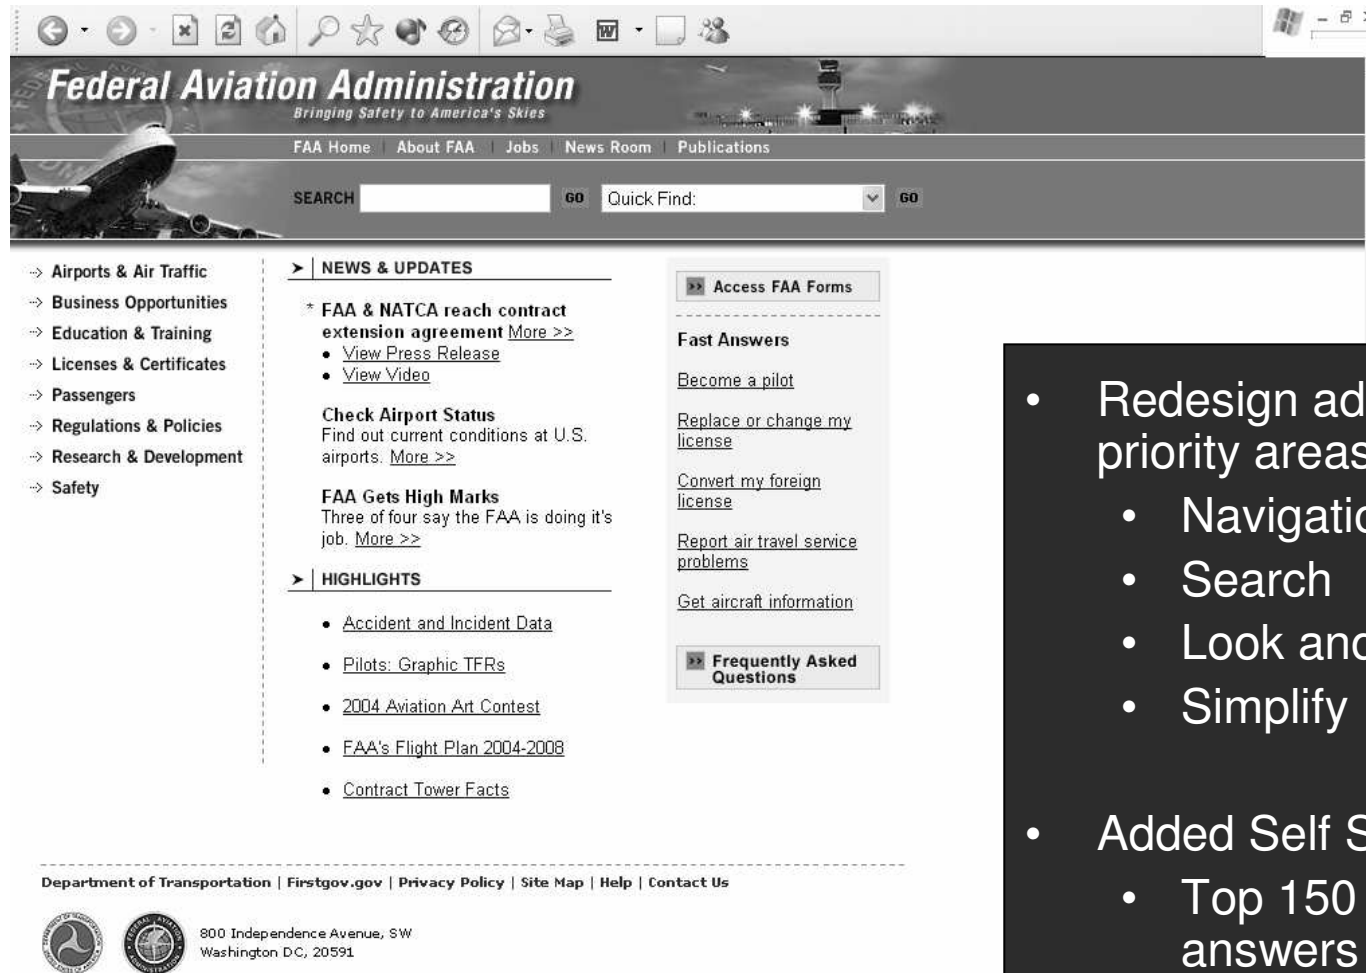 Federal Aviation Administration
Bringing Safety to America's Skies
FAA Home | About FAA | Jobs | News Room | Publications
SEARCH GO Quick Find: GO
Airports & Air Traffic
Business Opportunities
Education & Training
Licenses & Certificates
Passengers
Regulations & Policies
Research & Development
Safety
NEWS & UPDATES
* FAA & NATCA reach contract
extension agreement More >>
• View Press Release
• View Video
Check Airport Status
Find out current conditions at U.S.
airports. More >>
FAA Gets High Marks
Three of four say the FAA is doing it's
job. More >>
HIGHLIGHTS
• Accident and Incident Data
• Pilots: Graphic TFRs
• 2004 Aviation Art Contest
• FAA's Flight Plan 2004-2008
• Contract Tower Facts
Access FAA Forms
Fast Answers
Become a pilot
Replace or change my
license
Convert my foreign
license
Report air travel service
problems
Get aircraft information
Frequently Asked
Questions
Department of Transportation | Firstgov.gov | Privacy Policy | Site Map | Help | Contact Us
800 Independence Avenue, SW
Washington DC, 20591
• Redesign ad
priority areas
• Navigatio
• Search
• Look and
• Simplify
• Added Self S
• Top 150
answers